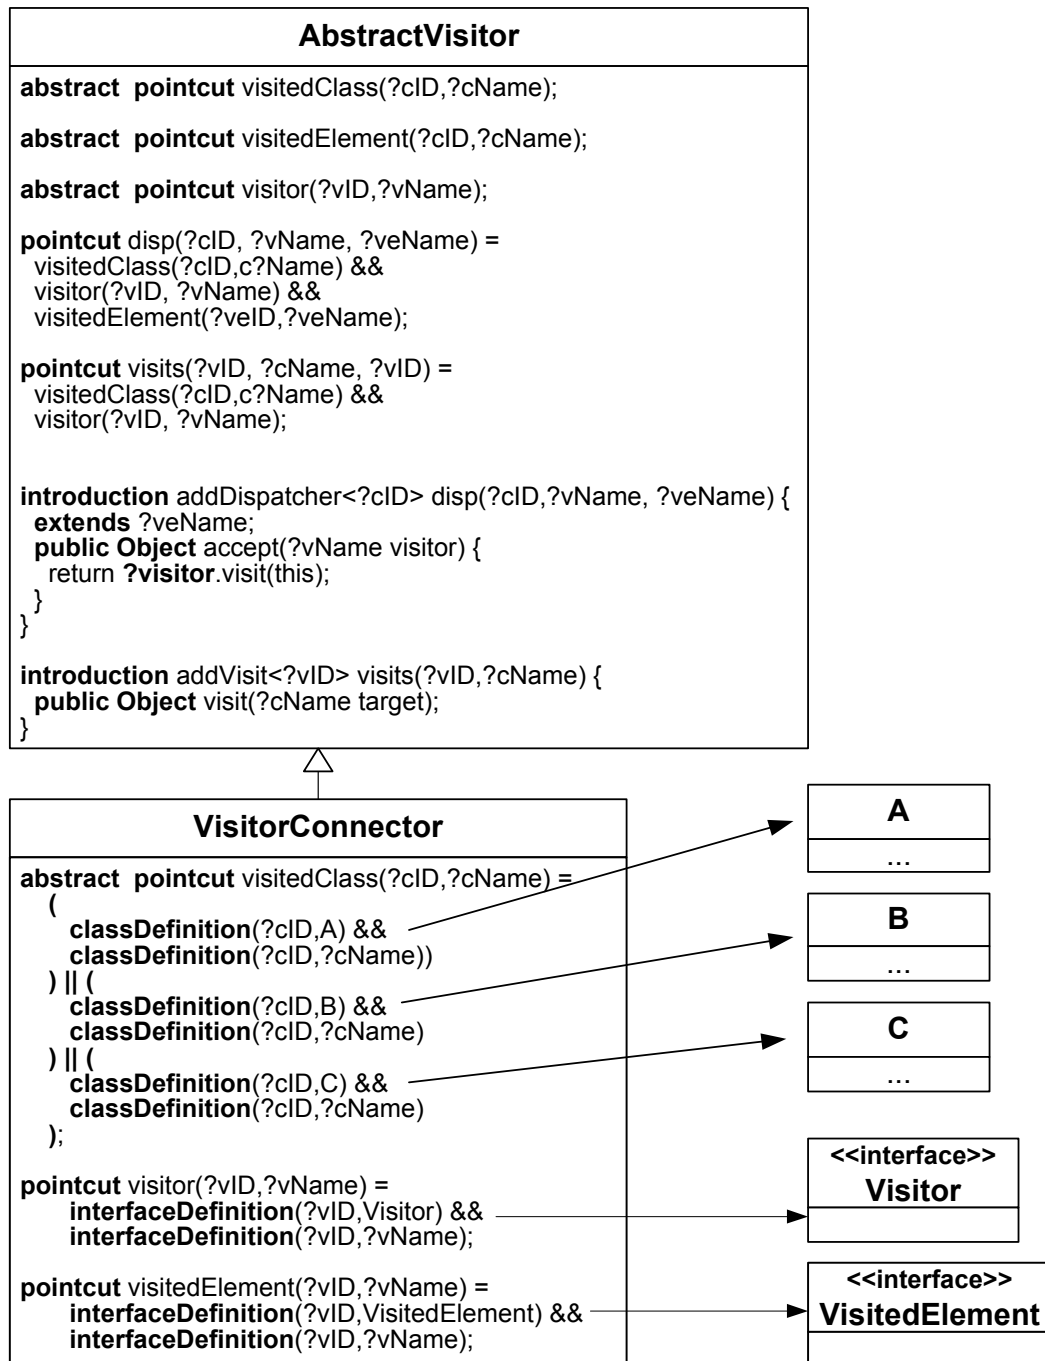 AbstractVisitor
abstract pointcut visitedClass(?cID,?cName);
abstract pointcut visitedElement(?cID,?cName);
abstract pointcut visitor(?vID,?vName);
pointcut disp(?cID, ?vName, ?veName) =
visitedClass(?cID,c?Name) &&
visitor(?vID, ?vName) &&
visitedElement(?veID,?veName);
pointcut visits(?vID, ?cName, ?vID) =
visitedClass(?cID,c?Name) &&
visitor(?vID, ?vName);
introduction addDispatcher<?cID> disp(?cID,?vName, ?veName) {
extends ?veName;
public Object accept(?vName visitor) {
return ?visitor.visit(this);
}
}
introduction addVisit<?vID> visits(?vID,?cName) {
public Object visit(?cName target);
}
VisitorConnector
abstract pointcut visitedClass(?cID,?cName) =
(
classDefinition(?cID,A) &&
classDefinition(?cID,?cName))
) || (
classDefinition(?cID,B) &&
classDefinition(?cID,?cName)
) || (
classDefinition(?cID,C) &&
classDefinition(?cID,?cName)
);
pointcut visitor(?vID,?vName) =
interfaceDefinition(?vID,Visitor) &&
interfaceDefinition(?vID,?vName);
pointcut visitedElement(?vID,?vName) =
interfaceDefinition(?vID,VisitedElement) &&
interfaceDefinition(?vID,?vName);
A
...
B
...
C
...
<<interface>>
Visitor
<<interface>>
VisitedElement